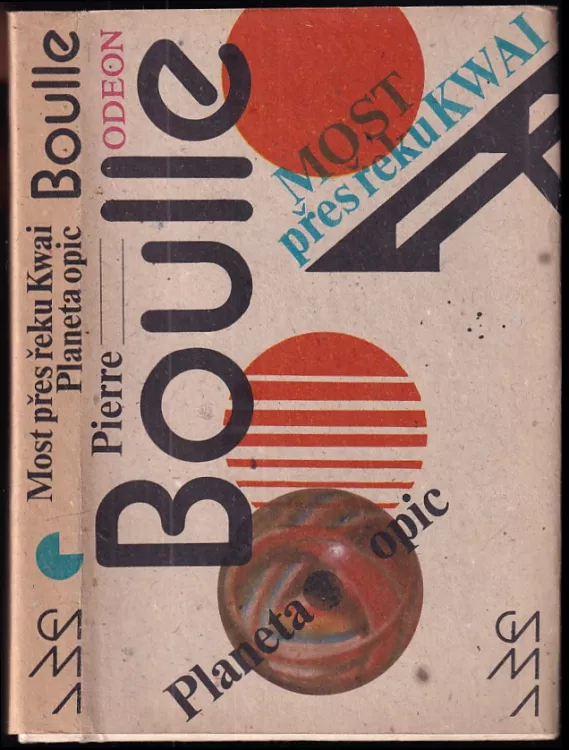 Boulle
Most přes řeku Kwai
Planeta opic
ODEON
Pierre
Boulle
MOST
přes řeku KWAI
Planeta opic